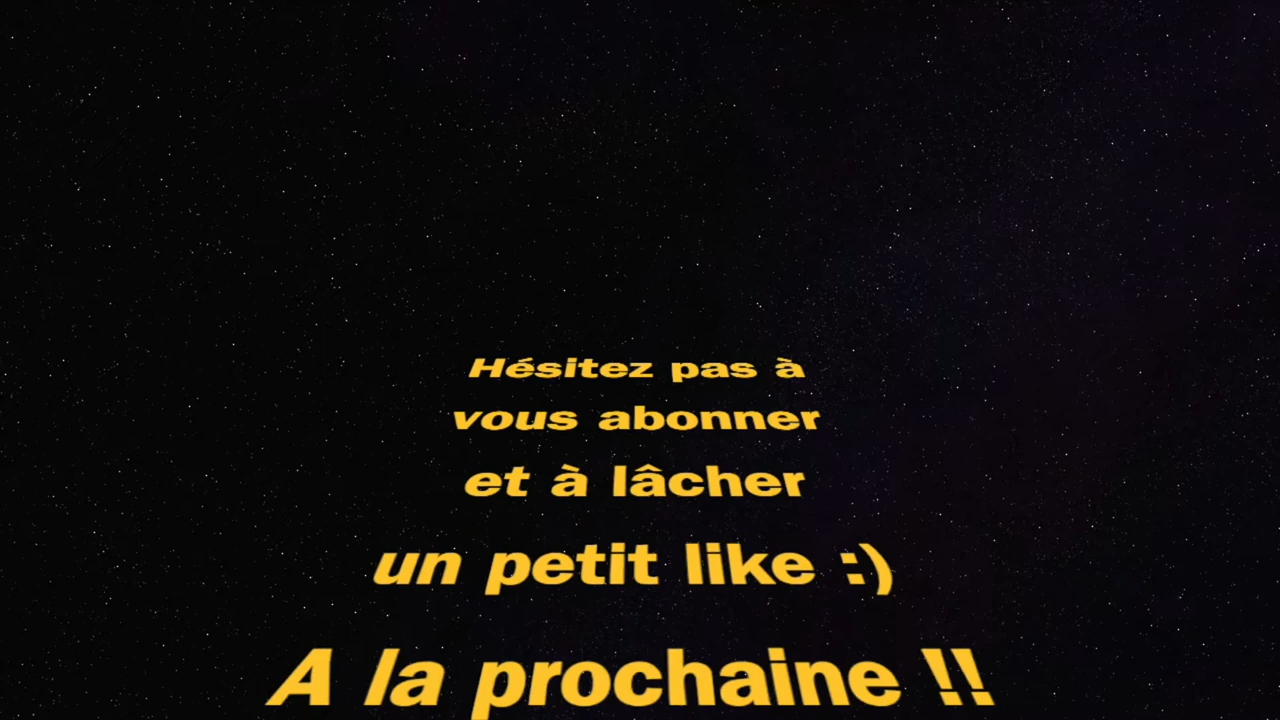 Hésitez pas à
vous abonner
et à lâcher
un petit like :)
A la prochaine !!